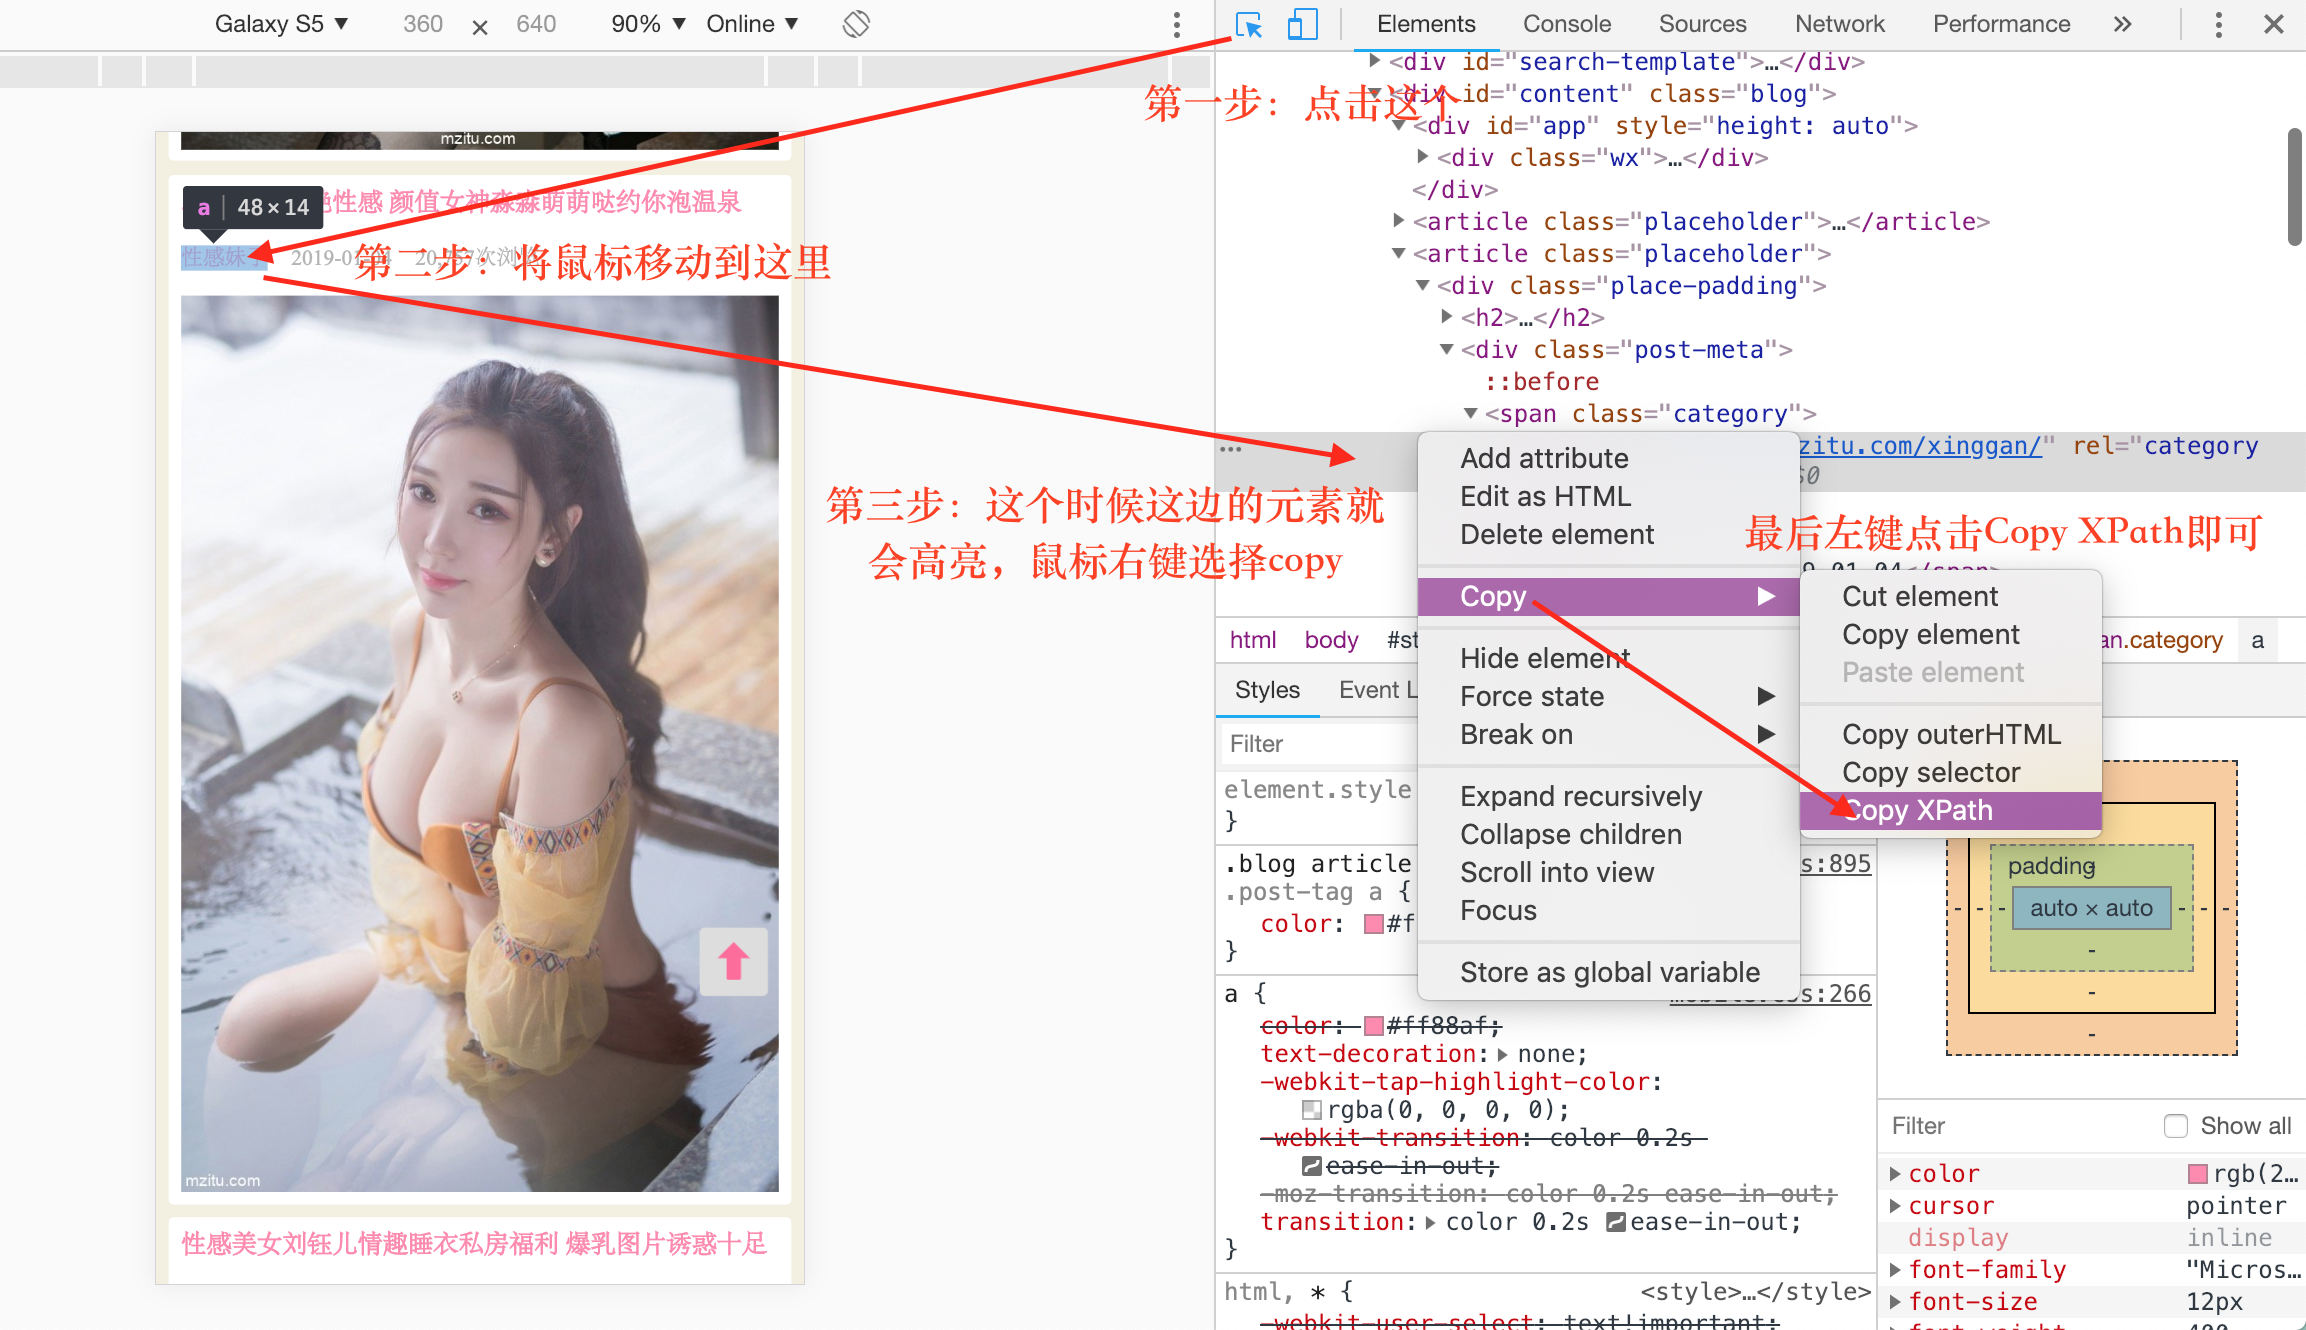 Galaxy S5 ▼ 360 × 640 90% ▼ Online ▼
Elements Console Sources Network Performance »
mzitu.com
性感 颜值女神淼淼萌萌哒约你泡温泉
a 48 × 14
性感妹子 2019-01-04
第一步：点击这个
第二步：将鼠标移动到这里
第三步：这个时候这边的元素就
会高亮，鼠标右键选择copy
最后左键点击Copy XPath即可
mzitu.com
性感美女刘钰儿情趣睡衣私房福利 爆乳图片诱惑十足
<div id="search-template">…</div>
<div id="content" class="blog">
<div id="app" style="height: auto">
<div class="wx">…</div>
</div>
<article class="placeholder">…</article>
<article class="placeholder">
<div class="place-padding">
<h2>…</h2>
<div class="post-meta">
::before
<span class="category">
zitu.com/xinggan/" rel="category
$0
Add attribute
Edit as HTML
Delete element
Copy
Hide element
Force state
Break on
Expand recursively
Collapse children
Scroll into view
Focus
Store as global variable
Cut element
Copy element
Paste element
Copy outerHTML
Copy selector
Copy XPath
html body #st an.category a
Styles Event L
Filter
element.style
}
.blog article s:895
.post-tag a {
color: #f
}
a { mobile.css:266
color: #ff88af;
text-decoration: none;
-webkit-tap-highlight-color:
rgba(0, 0, 0, 0);
-webkit-transition: color 0.2s
ease-in-out;
-moz-transition: color 0.2s ease-in-out;
transition: color 0.2s ease-in-out;
}
html, * { <style>…</style>
-webkit-user-select: text!important;
padding -
- - - auto × auto - - -
-
-
-
Filter Show all
color rgb(2…
cursor pointer
display inline
font-family "Micros…
font-size 12px
font-weight 400